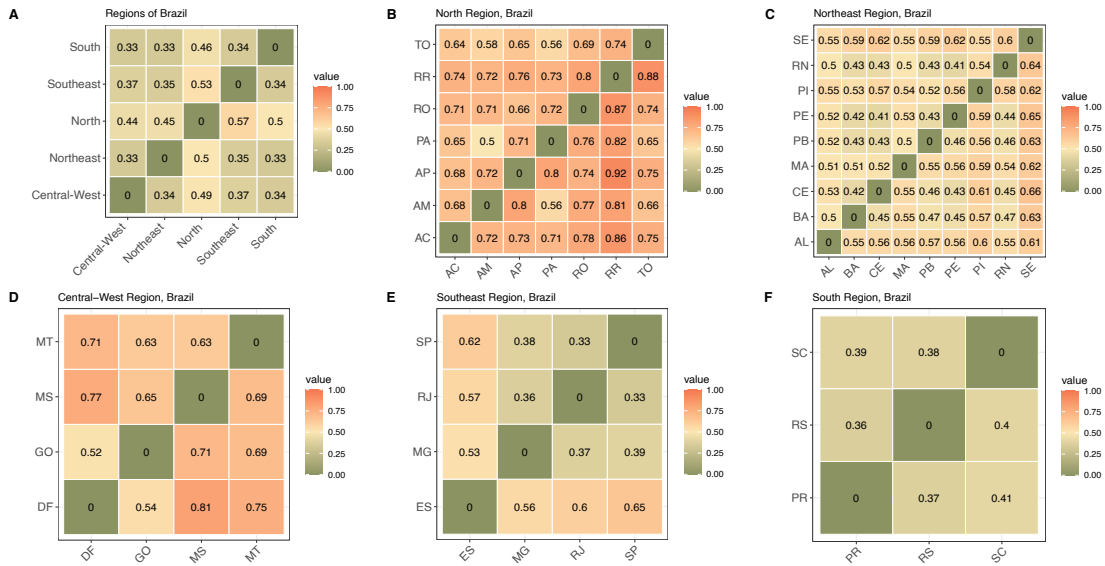 A
Regions of Brazil
South 0.33 0.33 0.46 0.34 0
Southeast 0.37 0.35 0.53 0 0.34
North 0.44 0.45 0 0.57 0.5
Northeast 0.33 0 0.5 0.35 0.33
Central-West 0 0.34 0.49 0.37 0.34
Central-West Northeast North Southeast South
value
1.00
0.75
0.50
0.25
0.00
B
North Region, Brazil
TO 0.64 0.58 0.65 0.56 0.69 0.74 0
RR 0.74 0.72 0.76 0.73 0.8 0 0.88
RO 0.71 0.71 0.66 0.72 0 0.87 0.74
PA 0.65 0.5 0.71 0 0.76 0.82 0.65
AP 0.68 0.72 0 0.8 0.74 0.92 0.75
AM 0.68 0 0.8 0.56 0.77 0.81 0.66
AC 0 0.72 0.73 0.71 0.78 0.86 0.75
AC AM AP PA RO RR TO
value
1.00
0.75
0.50
0.25
0.00
C
Northeast Region, Brazil
SE 0.55 0.59 0.62 0.55 0.59 0.62 0.55 0.6 0
RN 0.5 0.43 0.43 0.5 0.43 0.41 0.54 0 0.64
PI 0.55 0.53 0.57 0.54 0.52 0.56 0 0.58 0.62
PE 0.52 0.42 0.41 0.53 0.43 0 0.59 0.44 0.65
PB 0.52 0.43 0.43 0.54 0 0.46 0.56 0.46 0.63
MA 0.51 0.51 0.52 0 0.55 0.56 0.59 0.54 0.62
CE 0.53 0.42 0 0.55 0.46 0.43 0.61 0.45 0.66
BA 0.5 0 0.45 0.55 0.47 0.45 0.57 0.47 0.63
AL 0 0.55 0.56 0.56 0.57 0.56 0.6 0.55 0.61
AL BA CE MA PB PE PI RN SE
value
1.00
0.75
0.50
0.25
0.00
D
Central-West Region, Brazil
MT 0.71 0.63 0.63 0
MS 0.77 0.65 0 0.69
GO 0.52 0 0.71 0.69
DF 0 0.54 0.81 0.75
DF GO MS MT
value
1.00
0.75
0.50
0.25
0.00
E
Southeast Region, Brazil
SP 0.62 0.38 0.33 0
RJ 0.57 0.36 0 0.33
MG 0.53 0 0.37 0.39
ES 0 0.56 0.6 0.65
ES MG RJ SP
value
1.00
0.75
0.50
0.25
0.00
F
South Region, Brazil
SC 0.39 0.38 0
RS 0.36 0 0.4
PR 0 0.37 0.41
PR RS SC
value
1.00
0.75
0.50
0.25
0.00